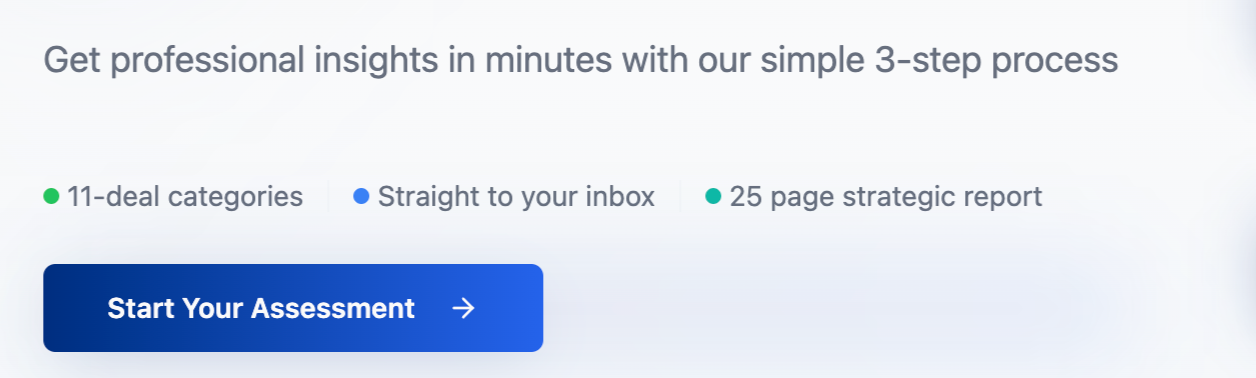 Get professional insights in minutes with our simple 3-step process
11-deal categories Straight to your inbox 25 page strategic report
Start Your Assessment →